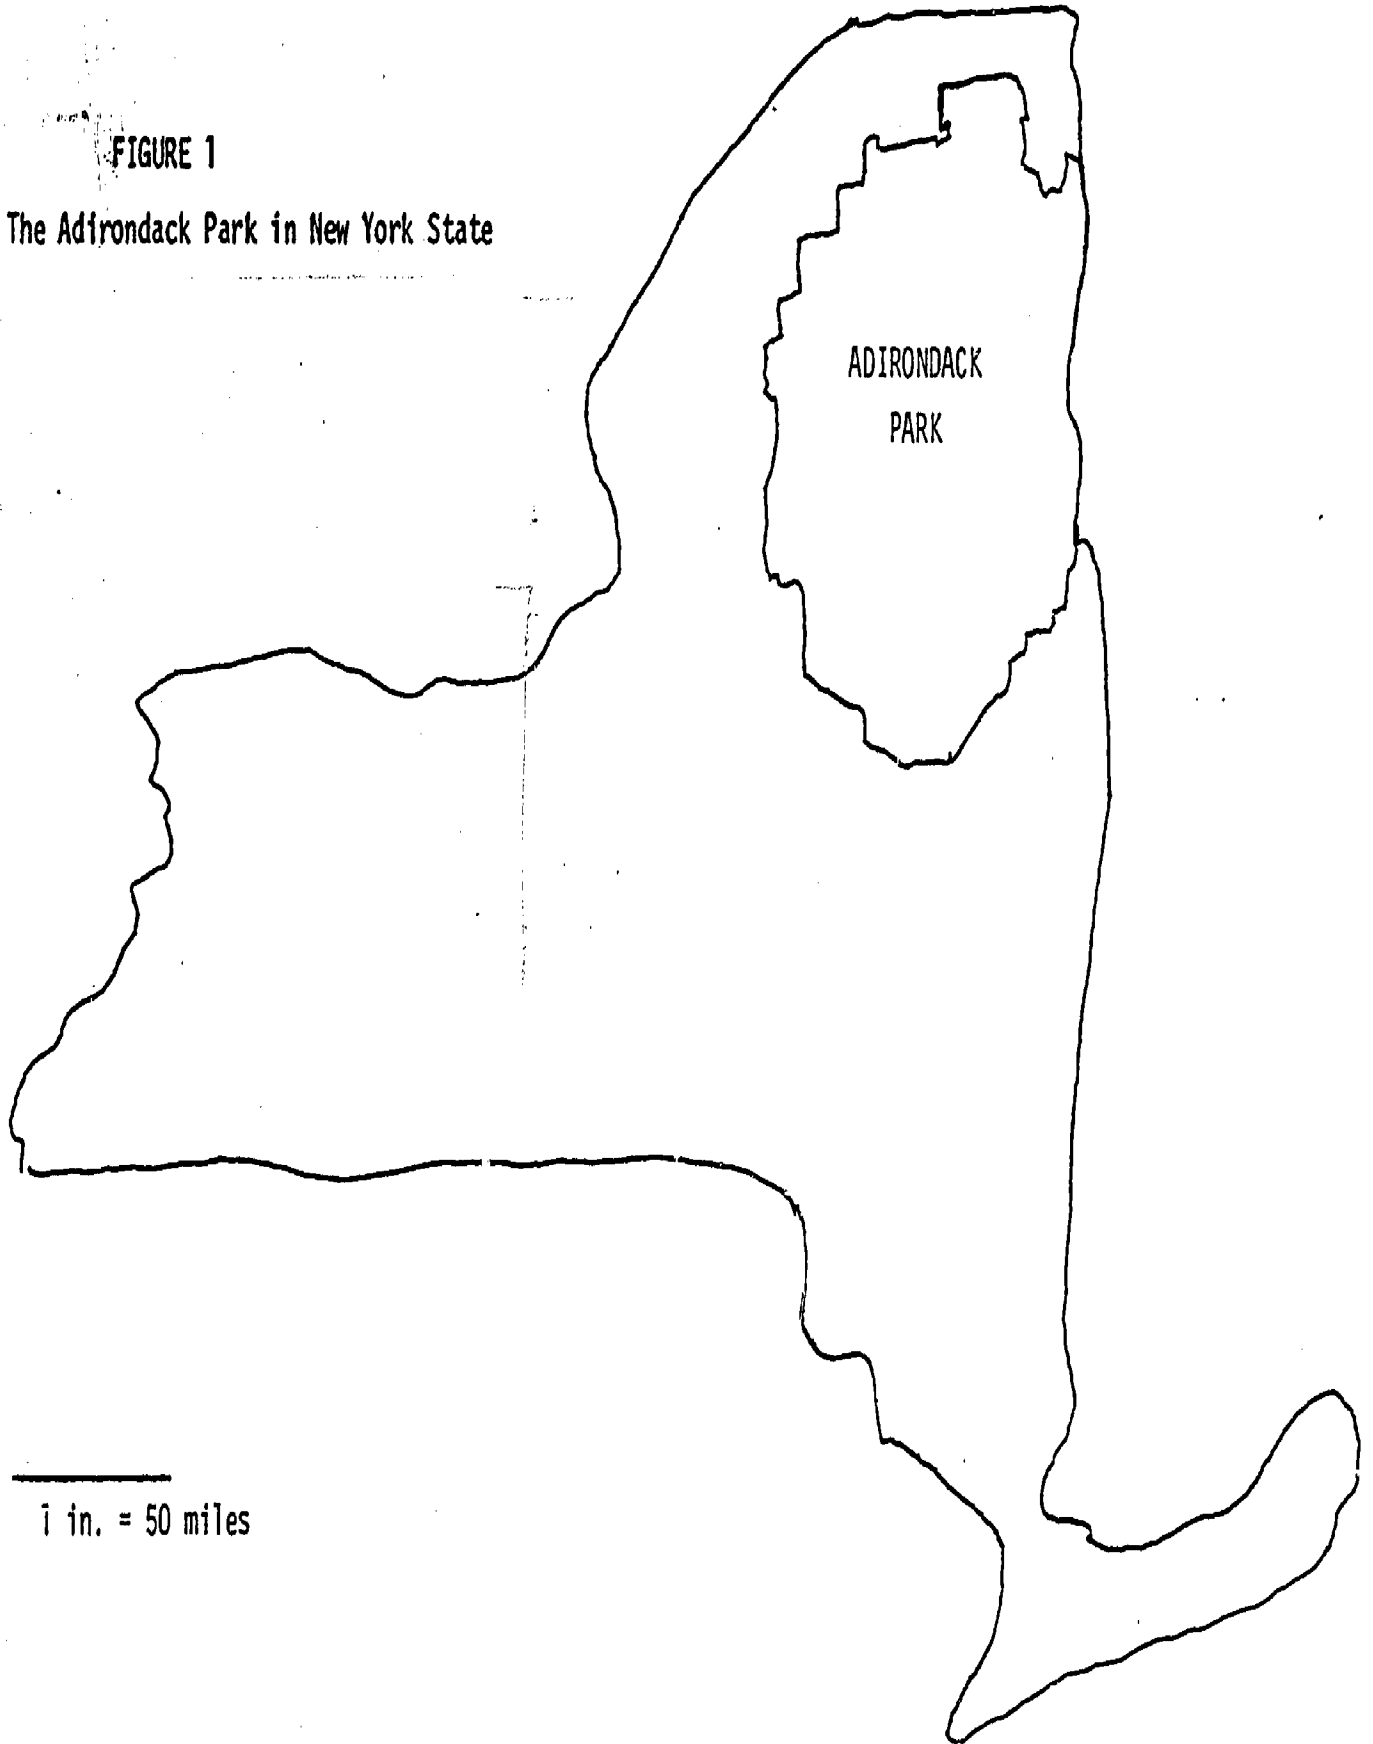 FIGURE 1
The Adirondack Park in New York State
ADIRONDACK
PARK
1 in. = 50 miles